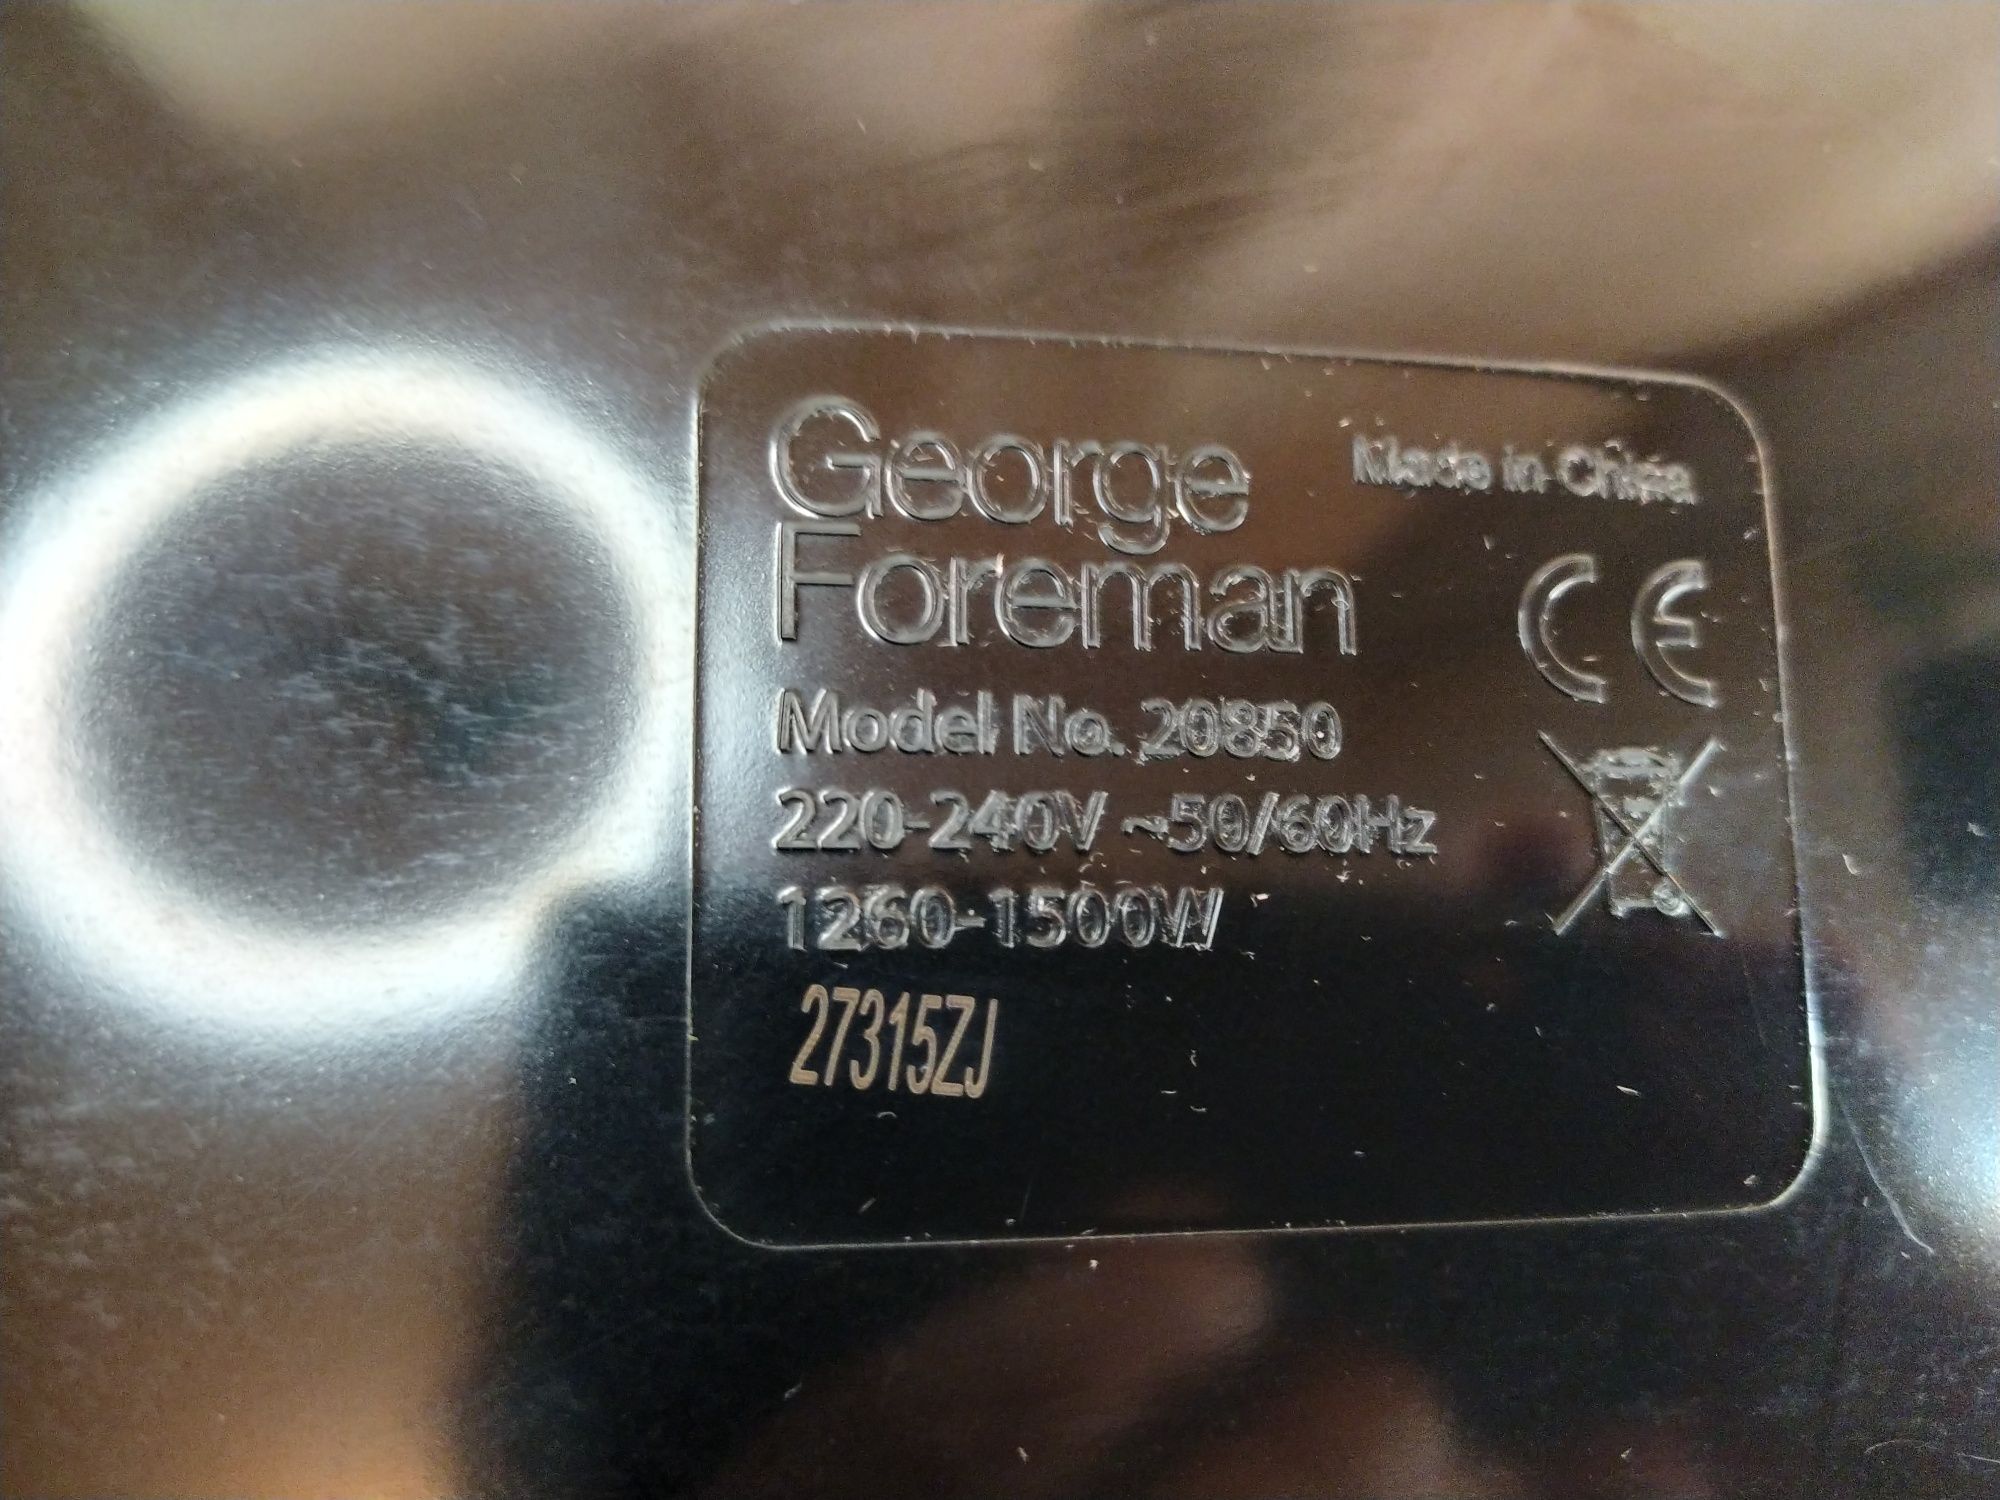 George
Foreman
Made in China
CE
Model No. 20850
220-240V ~50/60Hz
1260-1500W
27315ZJ